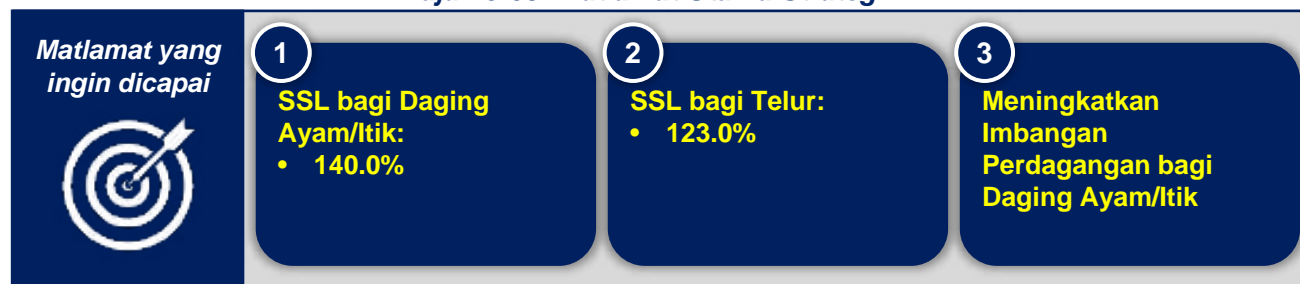 Matlamat yang
ingin dicapai
1
SSL bagi Daging
Ayam/Itik:
• 140.0%
2
SSL bagi Telur:
• 123.0%
3
Meningkatkan
Imbangan
Perdagangan bagi
Daging Ayam/Itik